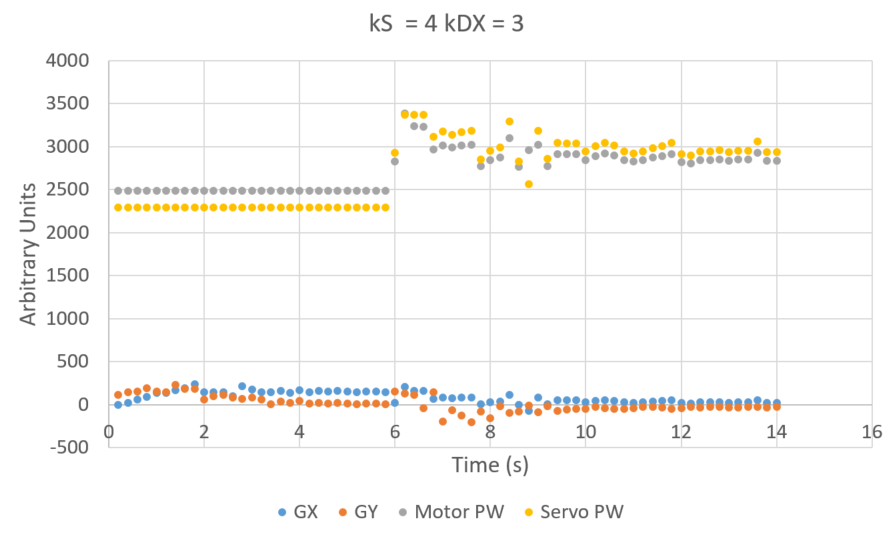 kS  = 4 kDX = 3
4000
3500
3000
2500
2000
1500
1000
500
0
-500
0 2 4 6 8 10 12 14 16
Arbitrary Units
Time (s)
GX GY Motor PW Servo PW